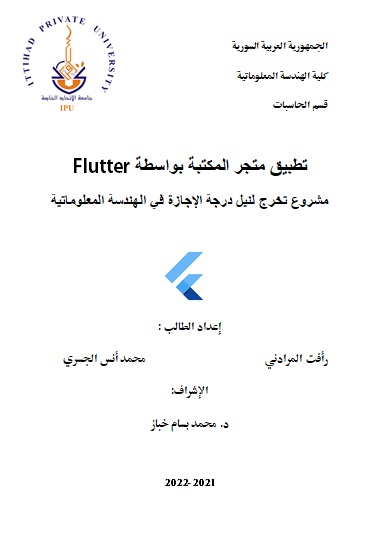 الجمهورية العربية السورية
كلية الهندسة المعلوماتية
قسم الحاسبات
ITTIHAD PRIVATE UNIVERSITY
جامعة الإتحاد الخاصة
IPU
تطبيق متجر المكتبة بواسطة Flutter
مشروع تخرج لنيل درجة الإجازة في الهندسة المعلوماتية
إعداد الطالب :
رأفت المرادني محمد أنس الجسري
الإشراف:
د. محمد بسام خباز
2022-2021